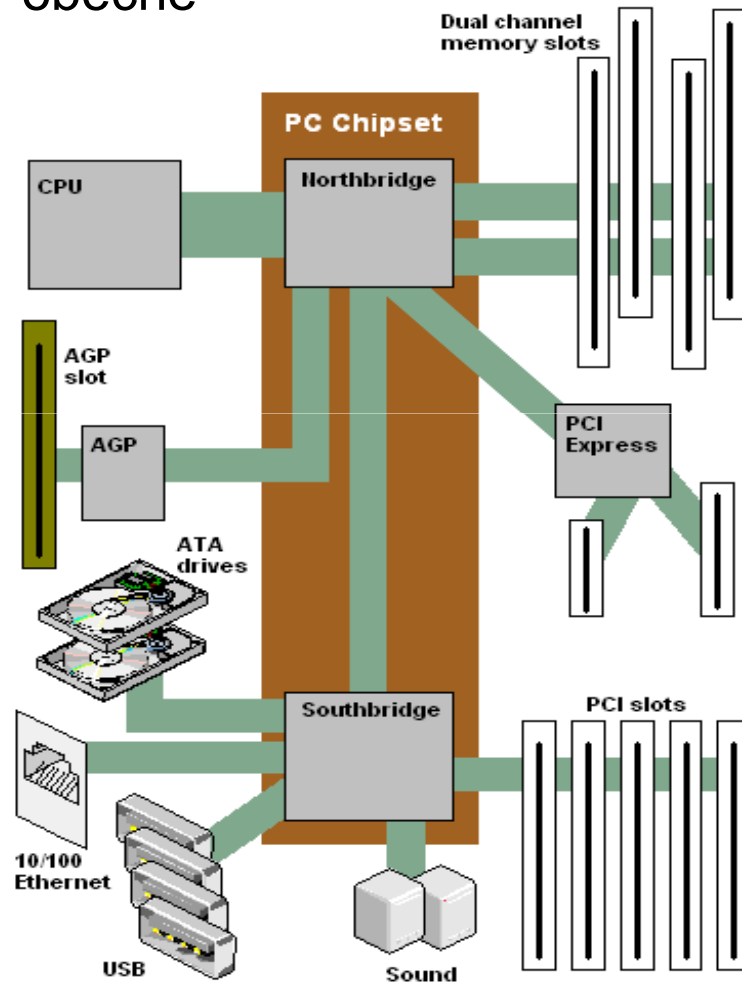 obecně
Dual channel
memory slots
PC Chipset
CPU
Northbridge
AGP
slot
AGP
PCI
Express
ATA
drives
Southbridge
PCI slots
10/100
Ethernet
USB
Sound